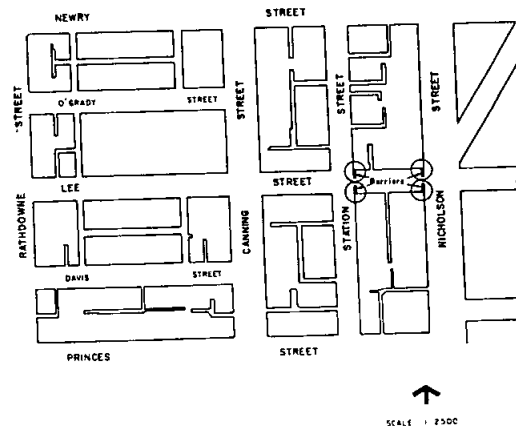 NEWRY
STREET
STREET
O'GRADY
STREET
STREET
STREET
STREET
Barriers
LEE
STREET
RATHDOWNE
CANNING
STATION
NICHOLSON
DAVIS
STREET
PRINCES
STREET
SCALE 1 2500